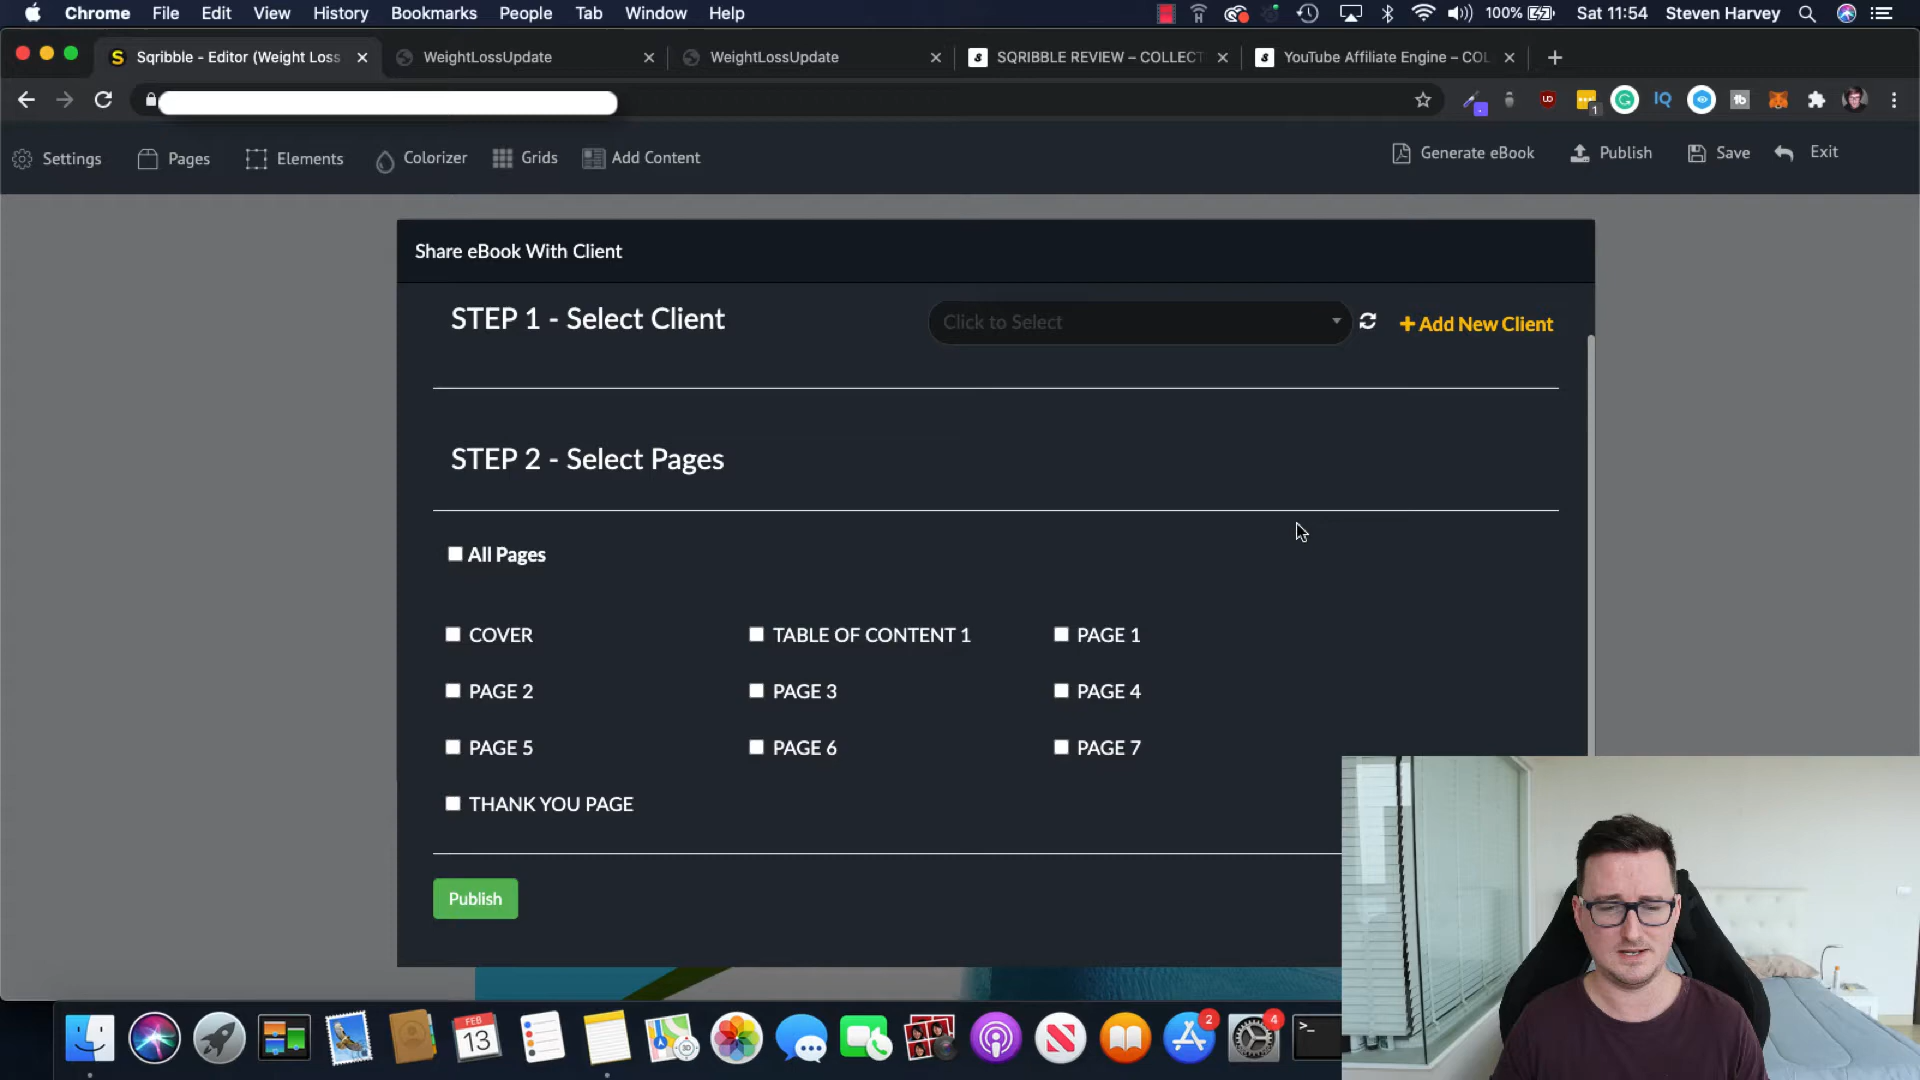 Chrome File Edit View History Bookmarks People Tab Window Help 100% Sat 11:54 Steven Harvey
Sqribble - Editor (Weight Loss
WeightLossUpdate
WeightLossUpdate
SQRIBBLE REVIEW – COLLECT
YouTube Affiliate Engine – COL
Settings
Pages
Elements
Colorizer
Grids
Add Content
Generate eBook
Publish
Save
Exit
Share eBook With Client
STEP 1 - Select Client
Click to Select
Add New Client
STEP 2 - Select Pages
All Pages
COVER
TABLE OF CONTENT 1
PAGE 1
PAGE 2
PAGE 3
PAGE 4
PAGE 5
PAGE 6
PAGE 7
THANK YOU PAGE
Publish
FEB
13
2
4